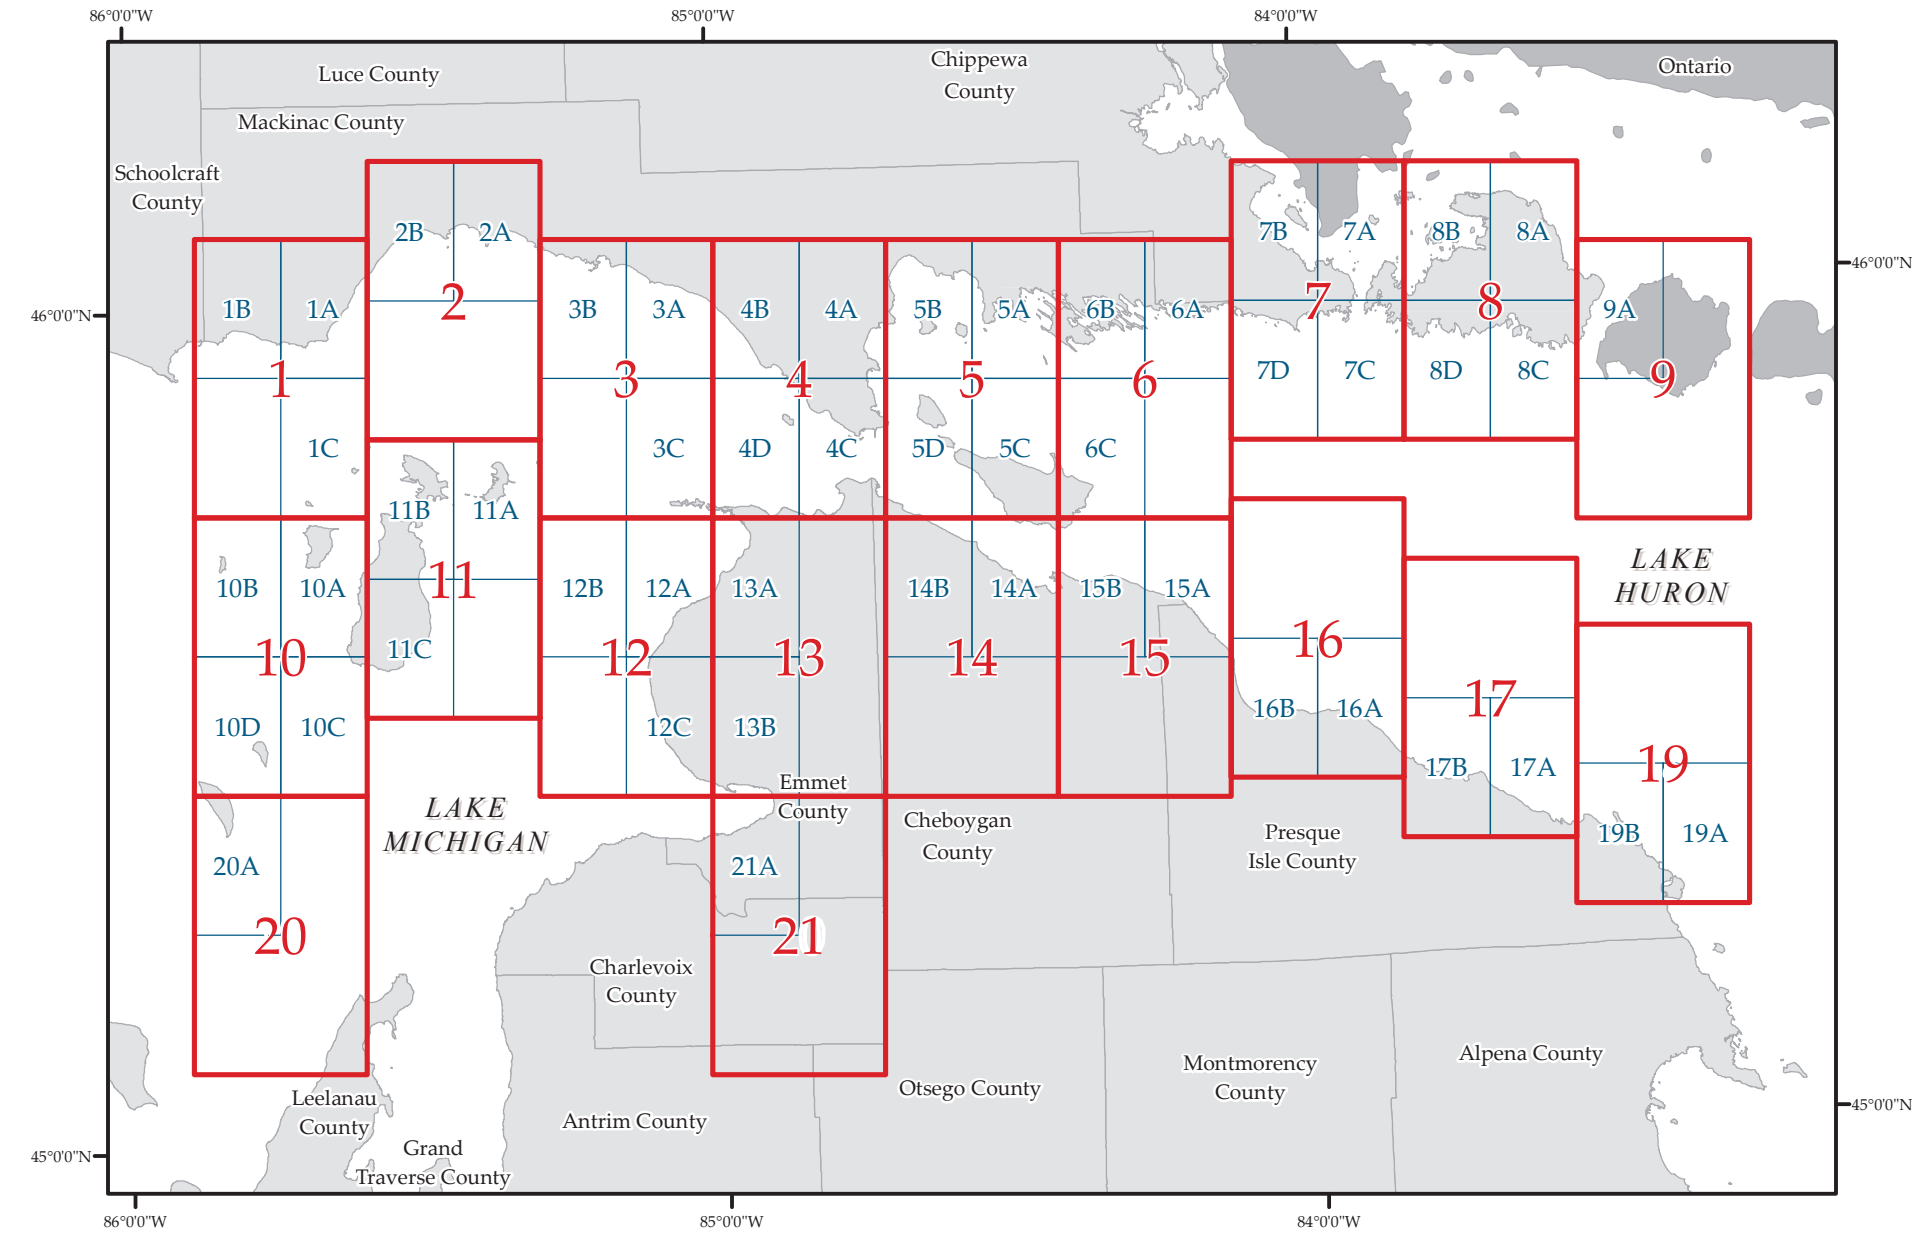 86°0'0"W
85°0'0"W
84°0'0"W
Luce County
Chippewa
County
Ontario
Mackinac County
Schoolcraft
County
2B
2A
7B
7A
8B
8A
46°0'0"N
46°0'0"N
1B
1A
2
3B
3A
4B
4A
5B
5A
6B
6A
7
8
9A
1
3
4
5
6
7D
7C
8D
8C
9
1C
3C
4D
4C
5D
5C
6C
11B
11A
LAKE
HURON
10B
10A
11
12B
12A
13A
14B
14A
15B
15A
11C
10
12
13
14
15
16
17
10D
10C
12C
13B
16B
16A
17B
17A
19
Emmet
County
LAKE
MICHIGAN
Cheboygan
County
Presque
Isle County
19B
19A
20A
21A
20
21
Charlevoix
County
Montmorency
County
Alpena County
Otsego County
Leelanau
County
Antrim County
Grand
Traverse County
45°0'0"N
45°0'0"N
86°0'0"W
85°0'0"W
84°0'0"W